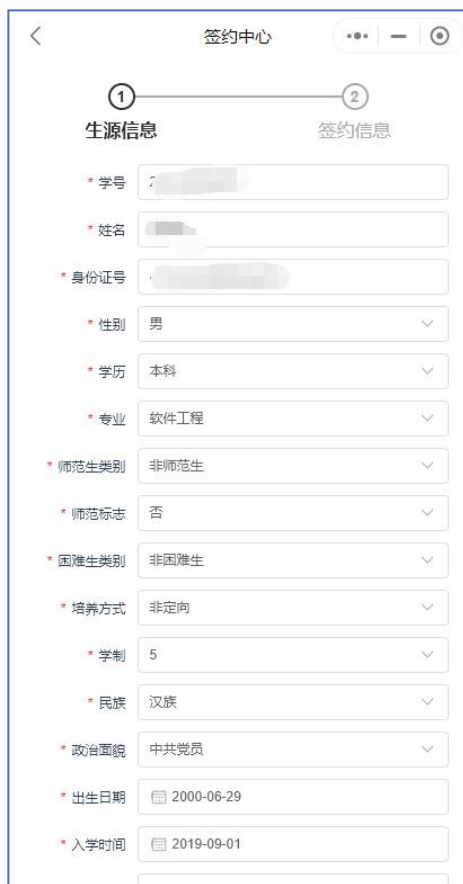 签约中心
1 2
生源信息 签约信息
* 学号
* 姓名
* 身份证号
* 性别 男
* 学历 本科
* 专业 软件工程
* 师范生类别 非师范生
* 师范标志 否
* 困难生类别 非困难生
* 培养方式 非定向
* 学制 5
* 民族 汉族
* 政治面貌 中共党员
* 出生日期 2000-06-29
* 入学时间 2019-09-01